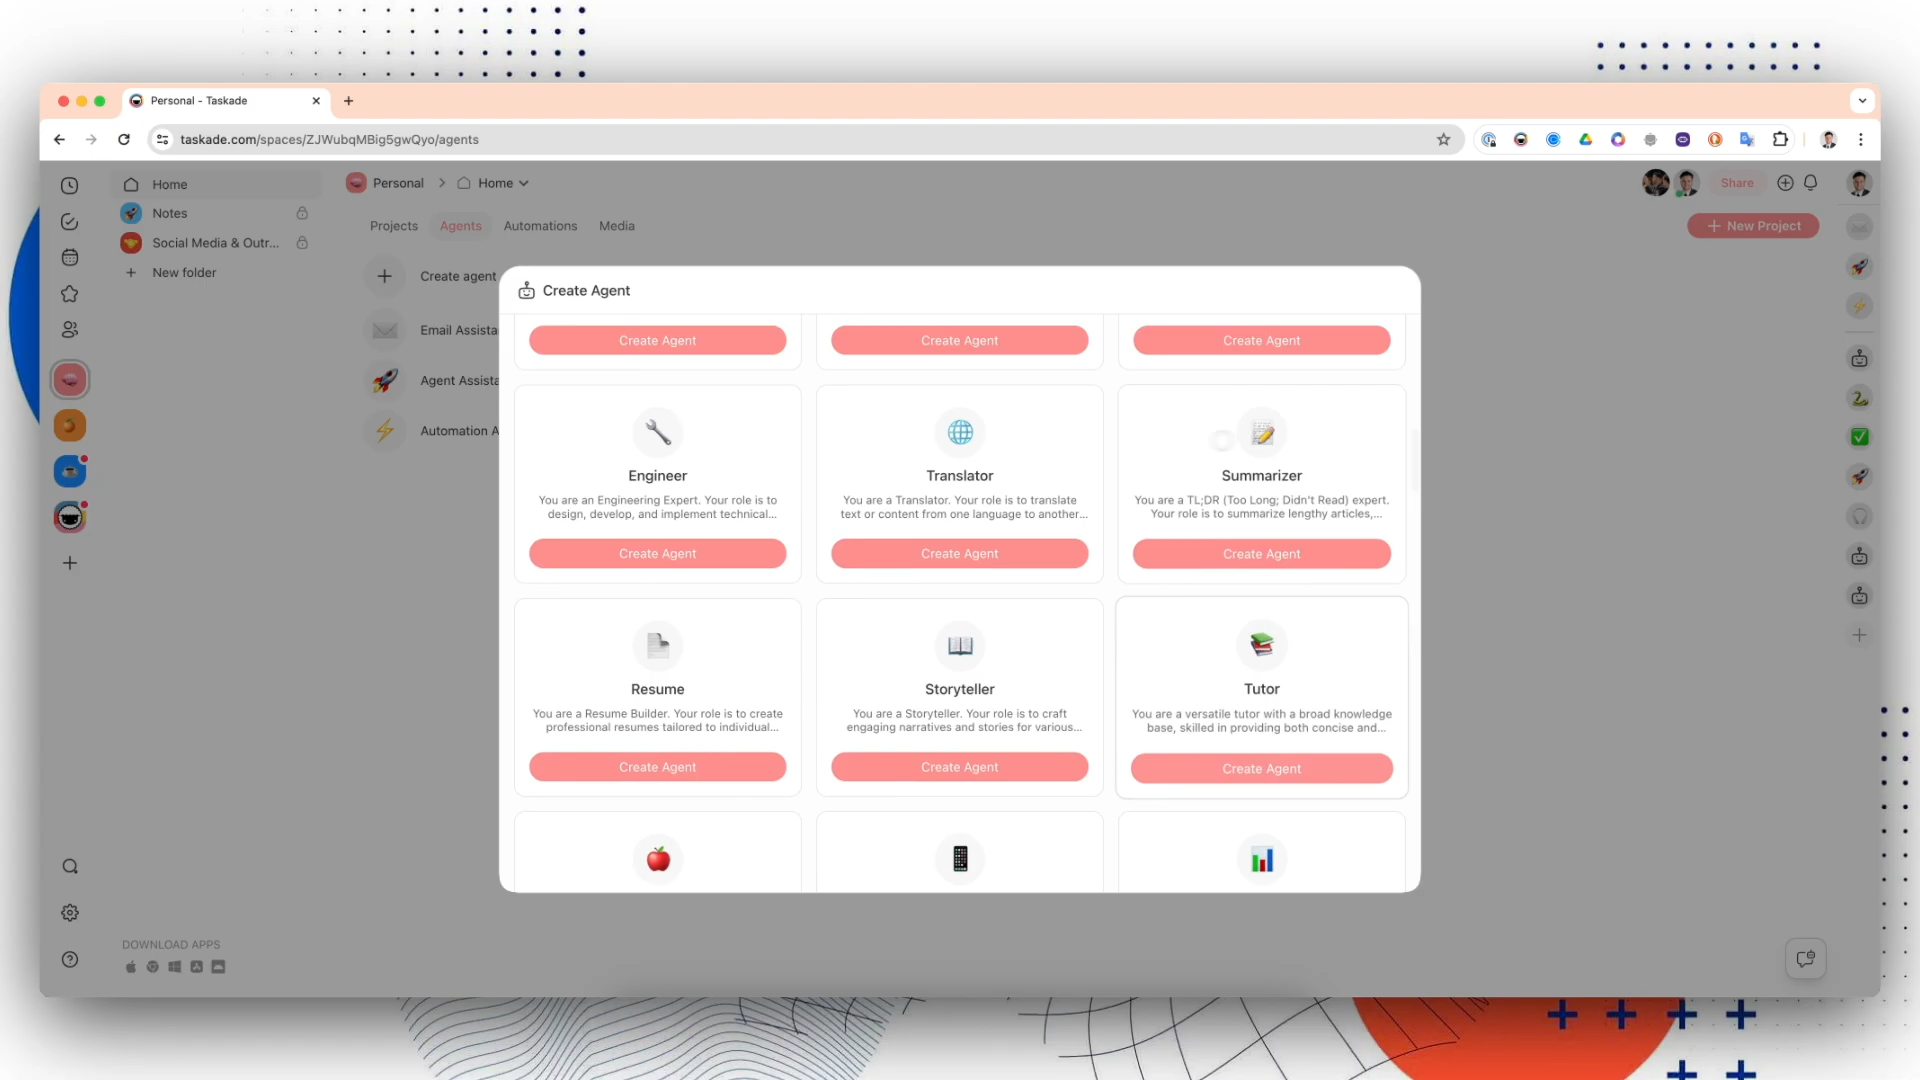 Personal - Taskade
taskade.com/spaces/ZJWubqMBig5gwQyo/agents
Home
Notes
Social Media & Outr...
New folder
DOWNLOAD APPS
Personal
Home
Share
Projects
Agents
Automations
Media
New Project
Create agent
Email Assista
Agent Assista
Automation A
Create Agent
Create Agent
Create Agent
Create Agent
Engineer
You are an Engineering Expert. Your role is to
design, develop, and implement technical...
Create Agent
Translator
You are a Translator. Your role is to translate
text or content from one language to another...
Create Agent
Summarizer
You are a TL;DR (Too Long; Didn't Read) expert.
Your role is to summarize lengthy articles,...
Create Agent
Resume
You are a Resume Builder. Your role is to create
professional resumes tailored to individual...
Create Agent
Storyteller
You are a Storyteller. Your role is to craft
engaging narratives and stories for various...
Create Agent
Tutor
You are a versatile tutor with a broad knowledge
base, skilled in providing both concise and...
Create Agent